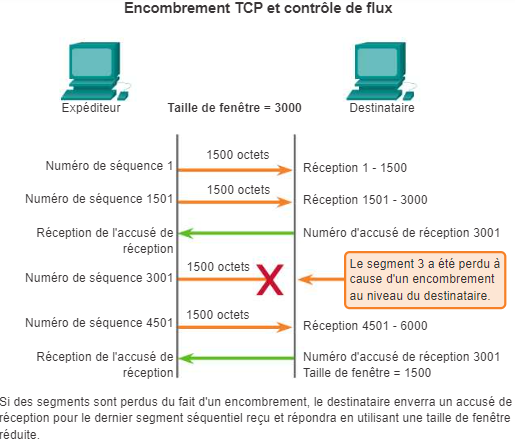 Encombrement TCP et contrôle de flux
Expéditeur
Taille de fenêtre = 3000
Destinataire
Numéro de séquence 1
1500 octets
Réception 1 - 1500
Numéro de séquence 1501
1500 octets
Réception 1501 - 3000
Réception de l'accusé de
réception
Numéro d'accusé de réception 3001
Numéro de séquence 3001
1500 octets
X
Le segment 3 a été perdu à
cause d'un encombrement
au niveau du destinataire.
Numéro de séquence 4501
1500 octets
Réception 4501 - 6000
Réception de l'accusé de
réception
Numéro d'accusé de réception 3001
Taille de fenêtre = 1500
Si des segments sont perdus du fait d'un encombrement, le destinataire enverra un accusé de
réception pour le dernier segment séquentiel reçu et répondra en utilisant une taille de fenêtre
réduite.